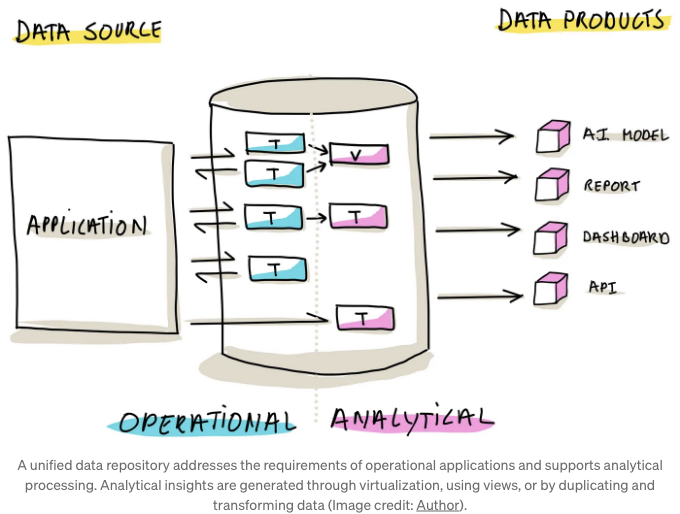 DATA SOURCE
DATA PRODUCTS
APPLICATION
T
T
V
T
T
T
T
A.I. MODEL
REPORT
DASHBOARD
API
OPERATIONAL
ANALYTICAL
A unified data repository addresses the requirements of operational applications and supports analytical
processing. Analytical insights are generated through virtualization, using views, or by duplicating and
transforming data (Image credit: Author).